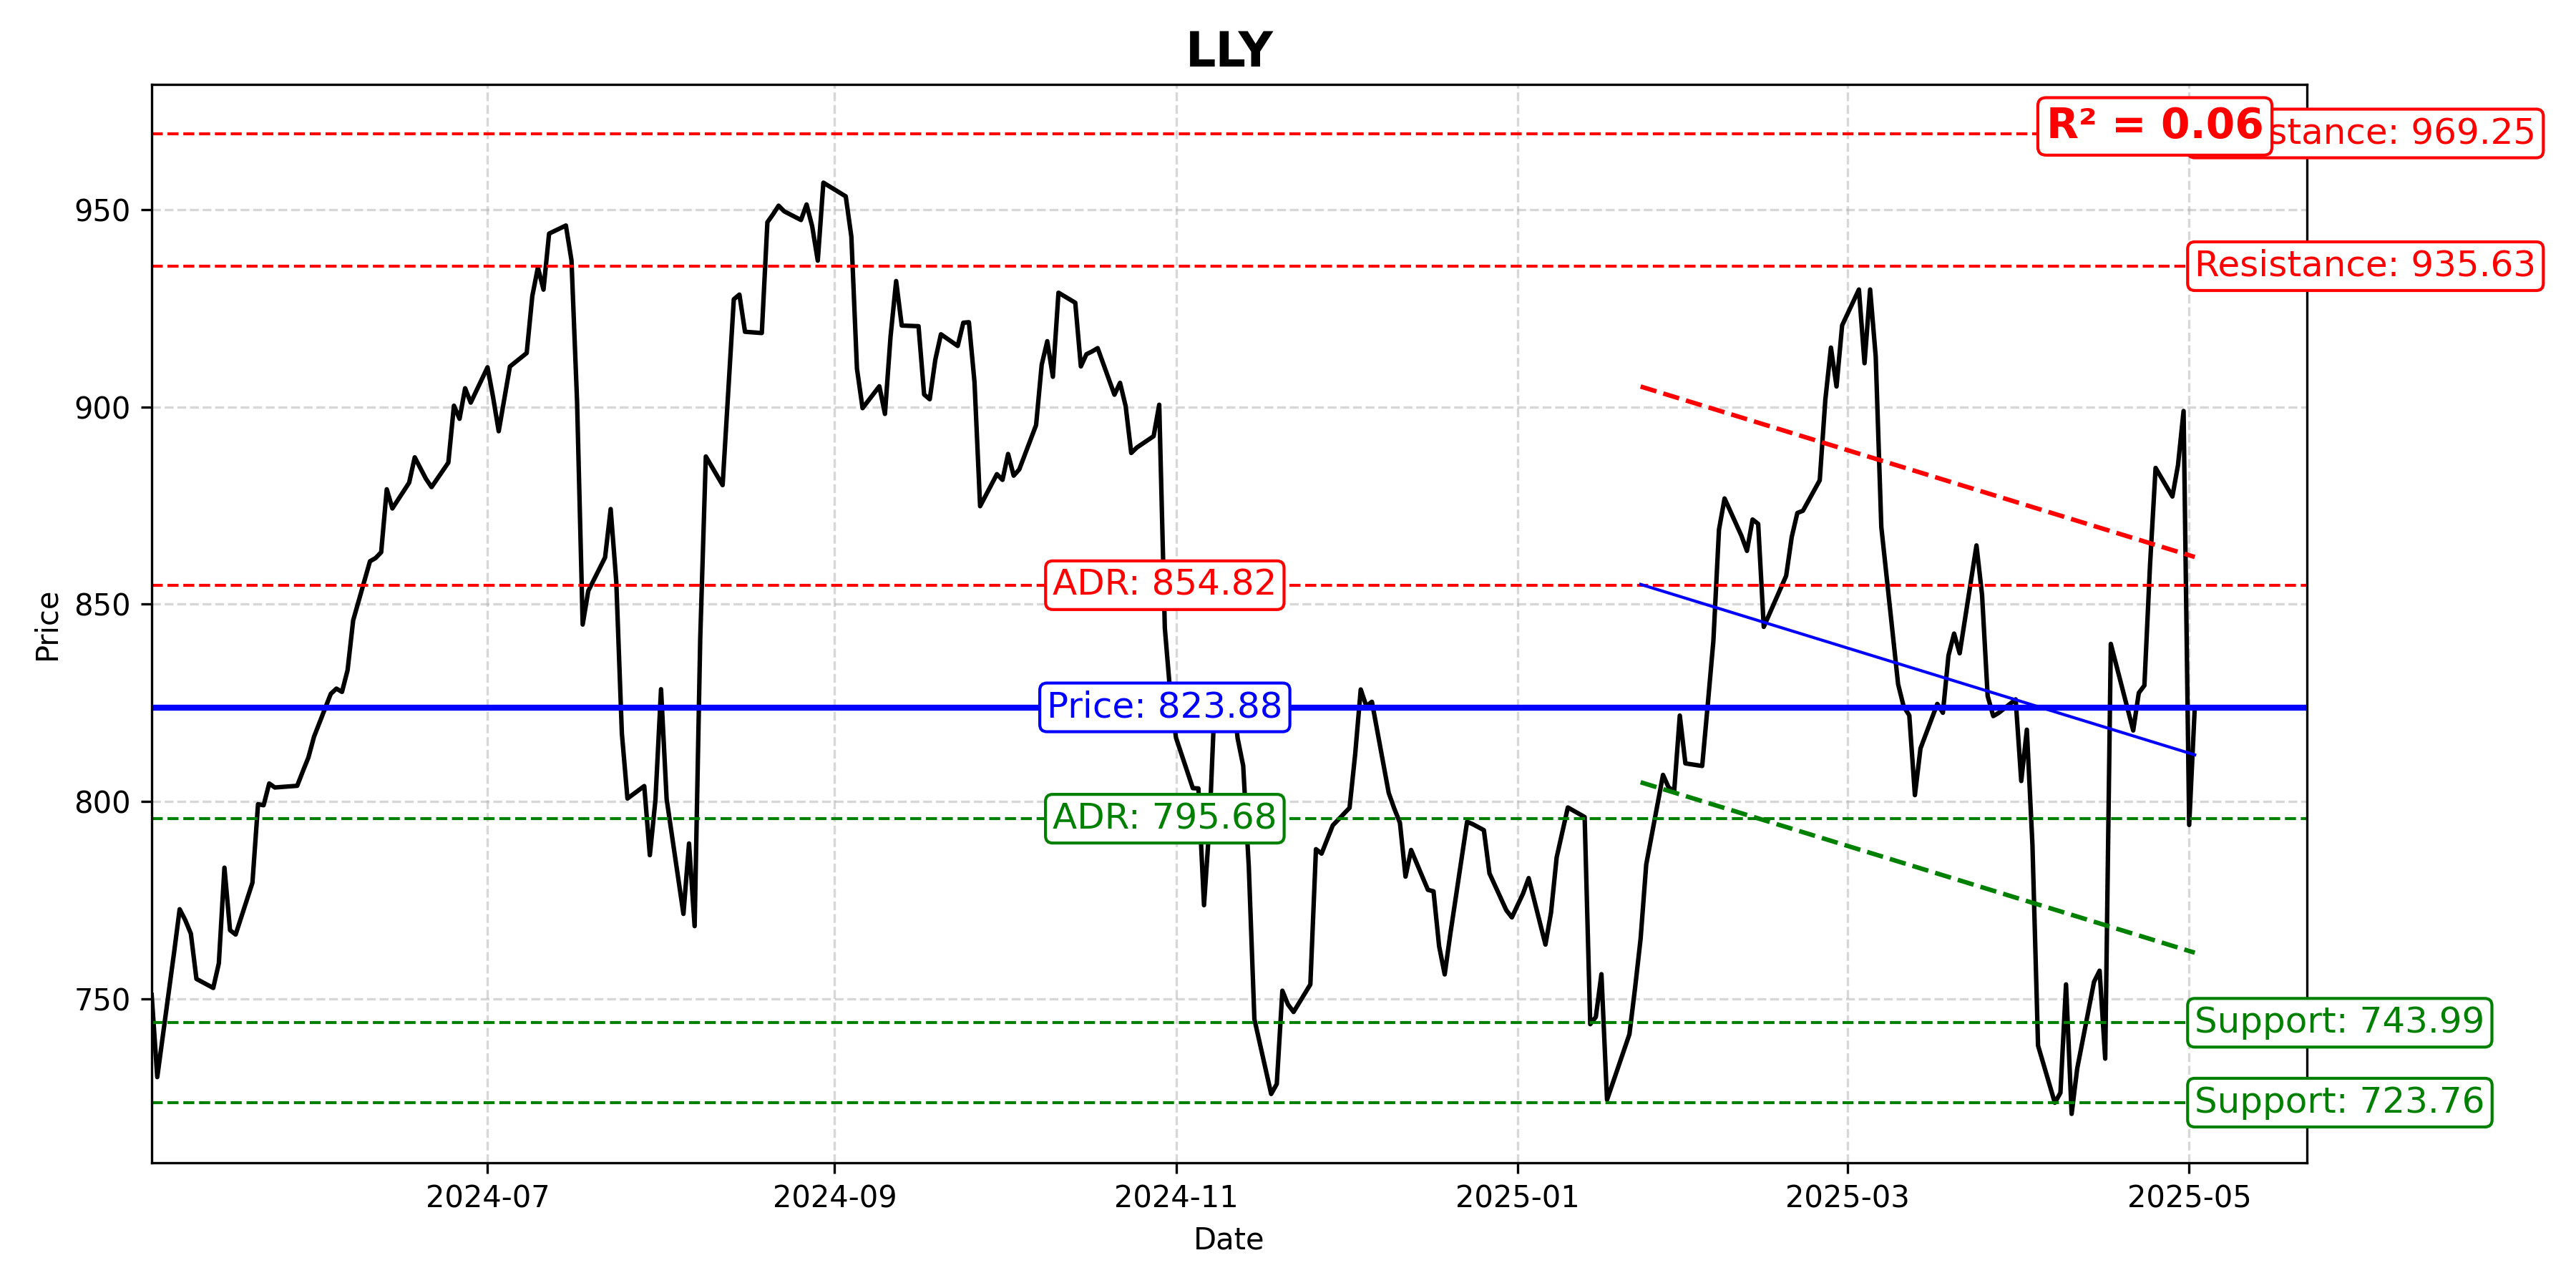 LLY
R² = 0.06
stance: 969.25
950
Resistance: 935.63
900
ADR: 854.82
850
Price
Price: 823.88
800
ADR: 795.68
750
Support: 743.99
Support: 723.76
2024-07
2024-09
2024-11
2025-01
2025-03
2025-05
Date